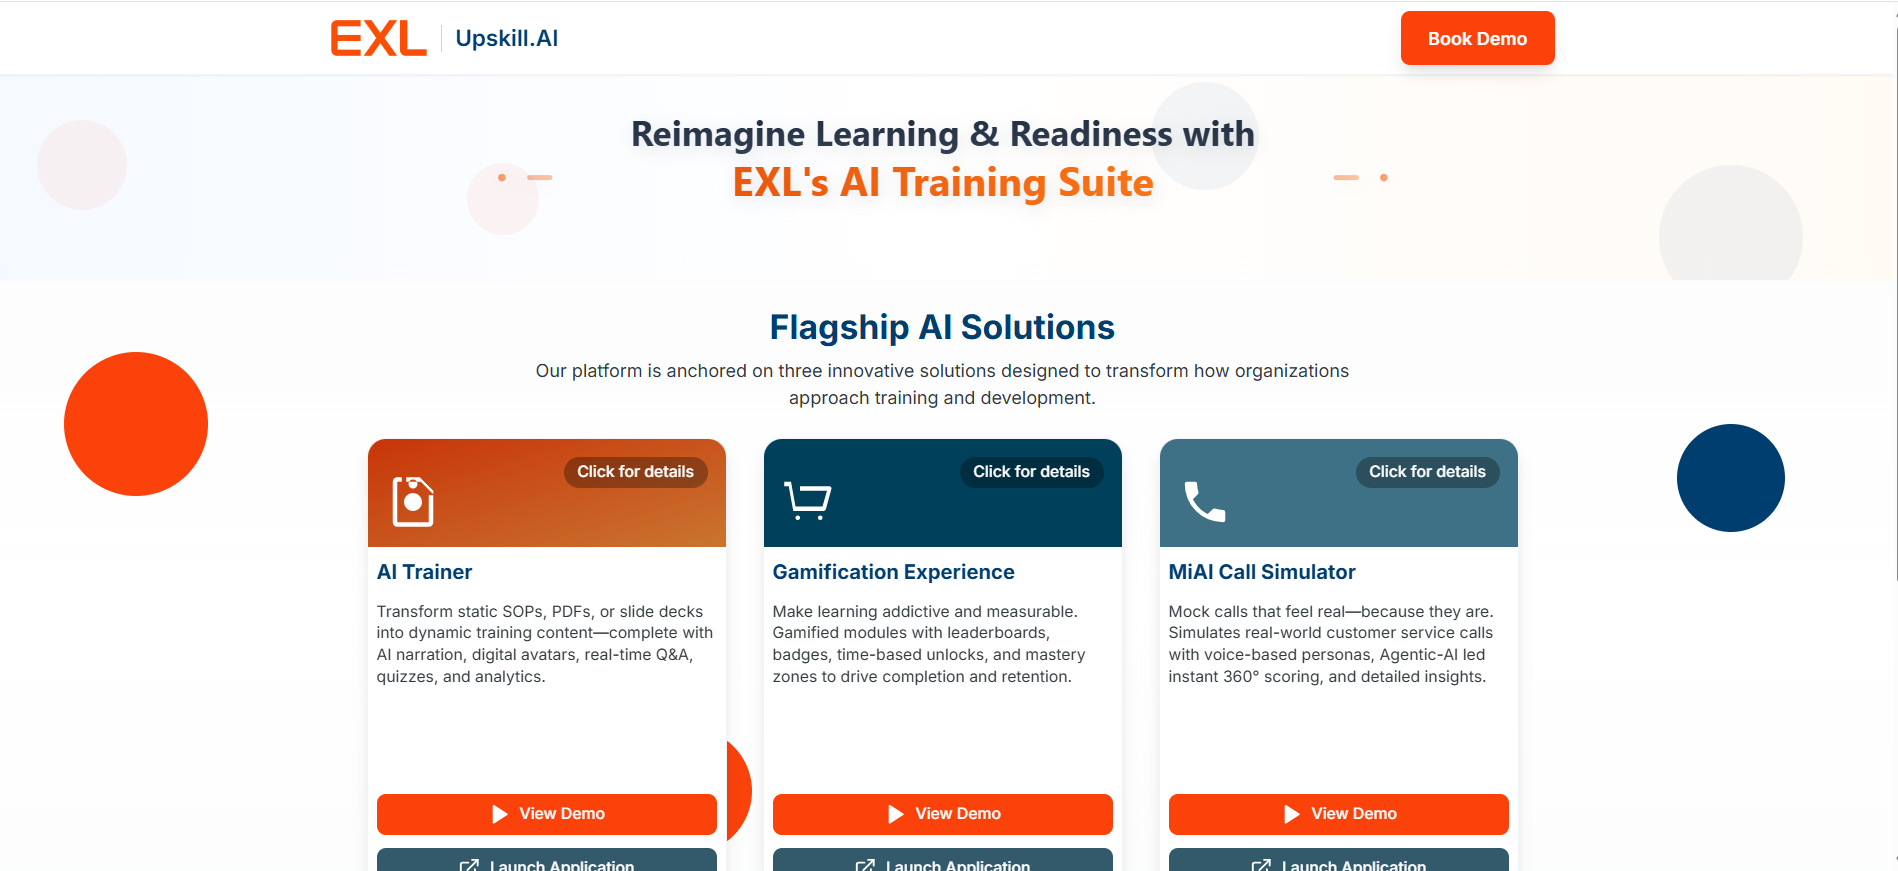 EXL Upskill.AI
Book Demo
Reimagine Learning & Readiness with
EXL's AI Training Suite
Flagship AI Solutions
Our platform is anchored on three innovative solutions designed to transform how organizations
approach training and development.
Click for details
AI Trainer
Transform static SOPs, PDFs, or slide decks
into dynamic training content—complete with
AI narration, digital avatars, real-time Q&A,
quizzes, and analytics.
View Demo
Launch Application
Click for details
Gamification Experience
Make learning addictive and measurable.
Gamified modules with leaderboards,
badges, time-based unlocks, and mastery
zones to drive completion and retention.
View Demo
Launch Application
Click for details
MiAI Call Simulator
Mock calls that feel real—because they are.
Simulates real-world customer service calls
with voice-based personas, Agentic-AI led
instant 360° scoring, and detailed insights.
View Demo
Launch Application